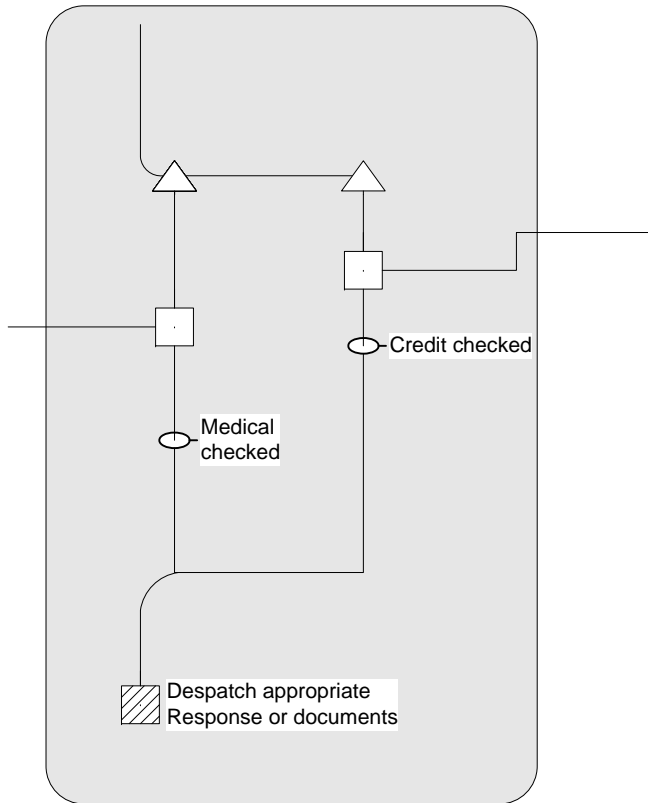 Credit checked
Medical
checked
Despatch appropriate
Response or documents